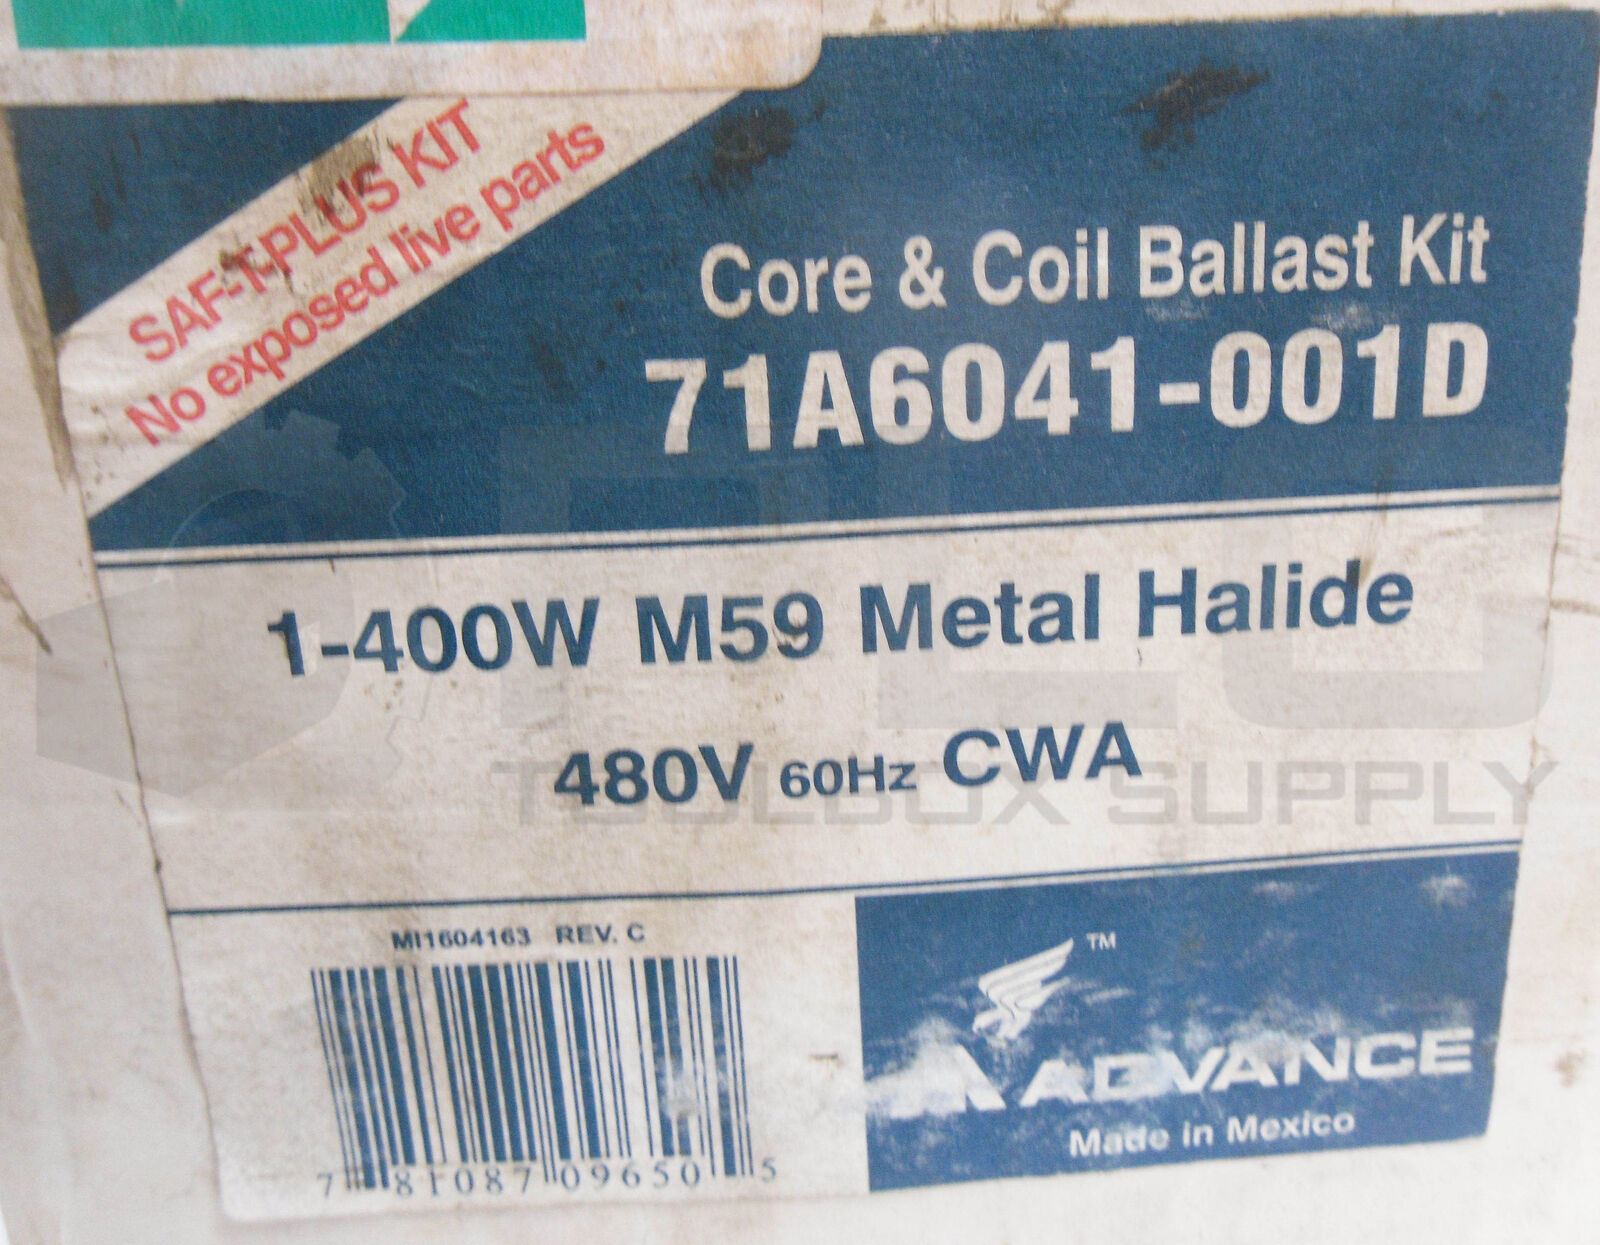 SAF-T-PLUS KIT
No exposed live parts
Core & Coil Ballast Kit
71A6041-001D
1-400W M59 Metal Halide
480V 60Hz CWA
TOOLBOX SUPPLY
MI1604163 REV. C
7 81087 09650 5
TM
ADVANCE
Made in Mexico